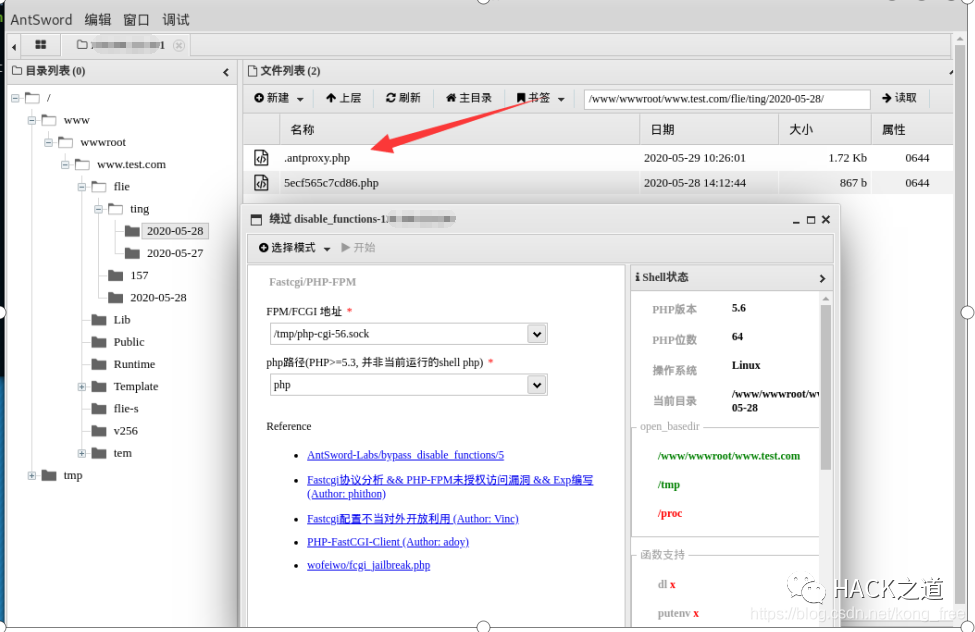 AntSword 编辑 窗口 调试
目录列表 (0)
文件列表 (2)
新建 上层 刷新 主目录 书签 /www/wwwroot/www.test.com/flie/ting/2020-05-28/ 读取
名称 日期 大小 属性
.antproxy.php 2020-05-29 10:26:01 1.72 Kb 0644
5ecf565c7cd86.php 2020-05-28 14:12:44 867 b 0644
/
www
wwwroot
www.test.com
flie
ting
2020-05-28
2020-05-27
157
2020-05-28
Lib
Public
Runtime
Template
flie-s
v256
tem
tmp
绕过 disable_functions-1
选择模式 开始
Fastcgi/PHP-FPM
FPM/FCGI 地址 *
/tmp/php-cgi-56.sock
php路径(PHP>=5.3, 并非当前运行的shell php) *
php
Reference
AntSword-Labs/bypass_disable_functions/5
Fastcgi协议分析 && PHP-FPM未授权访问漏洞 && Exp编写
(Author: phithon)
Fastcgi配置不当对外开放利用 (Author: Vinc)
PHP-FastCGI-Client (Author: adoy)
wofeiwo/fcgi_jailbreak.php
Shell状态
PHP版本 5.6
PHP位数 64
操作系统 Linux
当前目录 /www/wwwroot/w
05-28
open_basedir
/www/wwwroot/www.test.com
/tmp
/proc
函数支持
dl x
putenv x
HACK之道
https://blog.csdn.net/kong_free